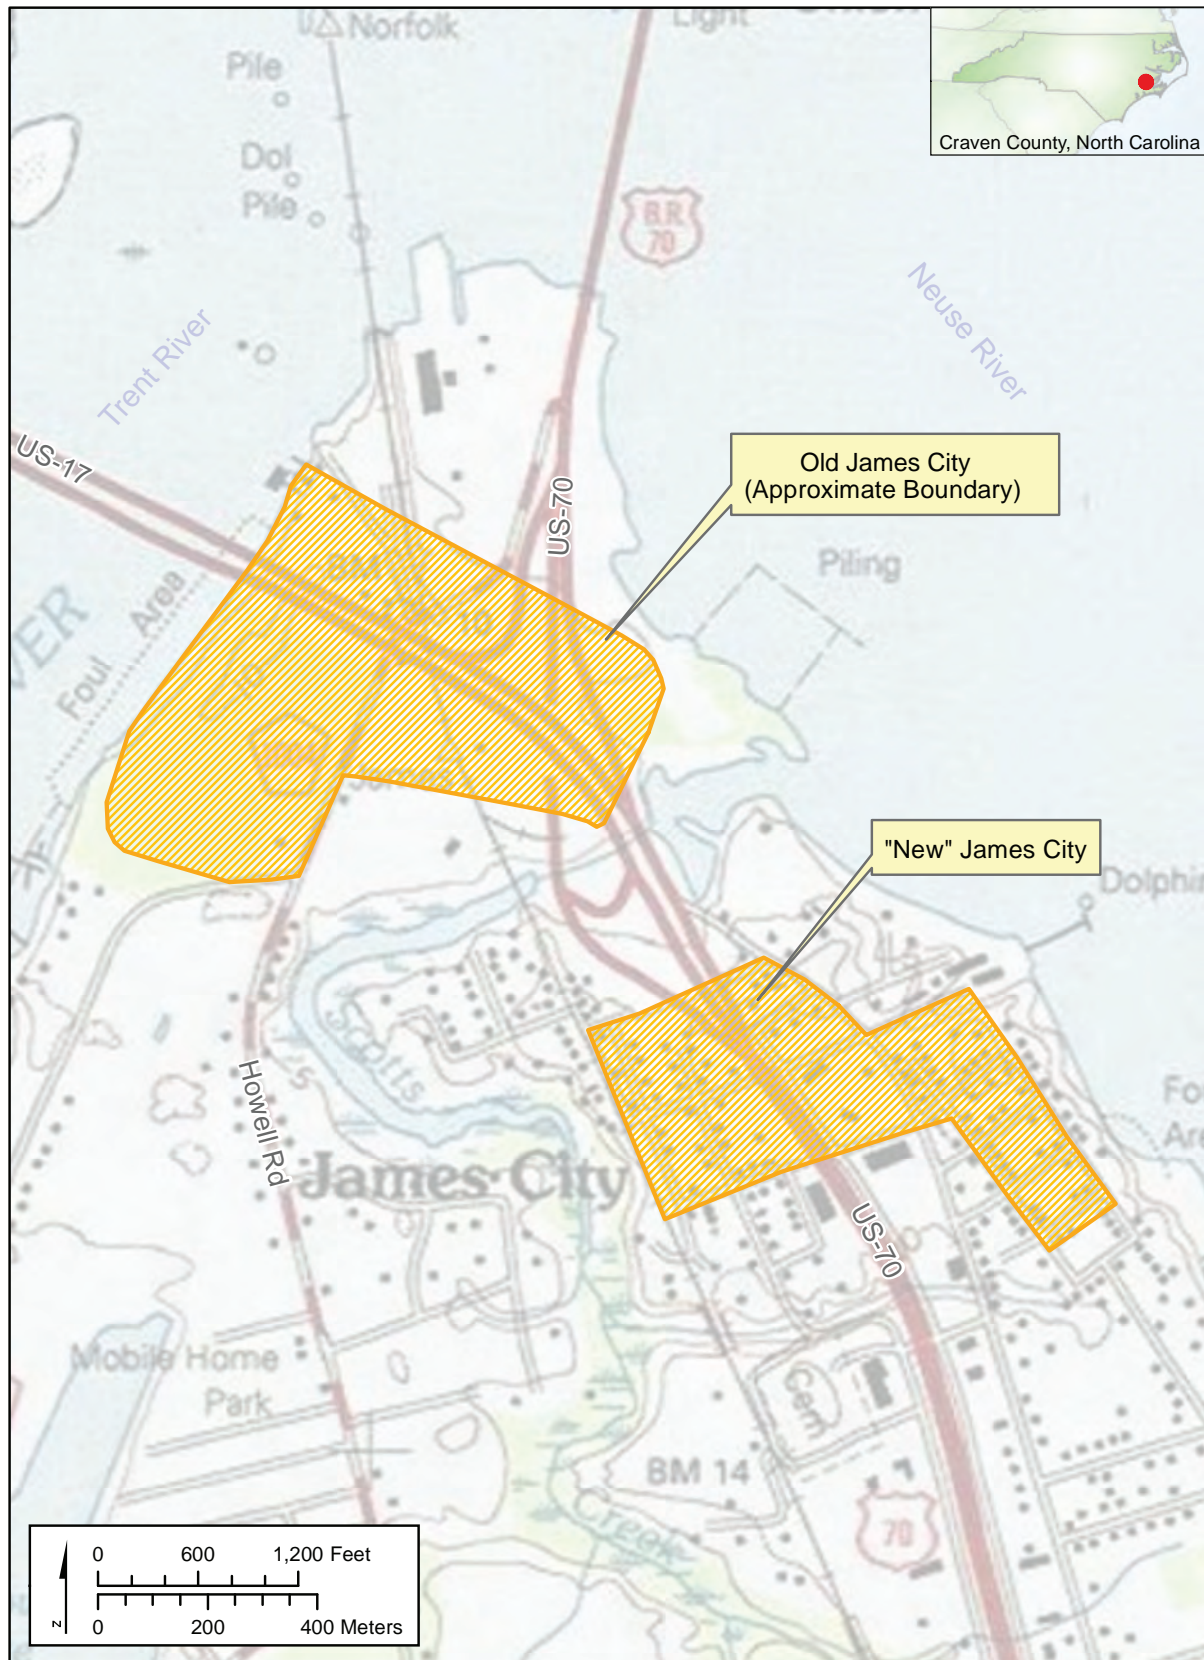 Norfolk
Light
Pile
Dol
Pile
B.R.
70
Craven County, North Carolina
Trent River
Neuse River
US-17
US-70
Old James City
(Approximate Boundary)
Piling
BM
10
Foul Area
"New" James City
Dolphin
Scotts
Howell Rd
James City
US-70
Mobile Home
Park
Cem
BM 14
Creek
70
0 600 1,200 Feet
0 200 400 Meters
N